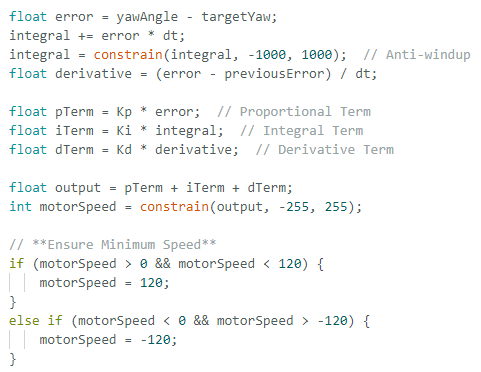 float error = yawAngle - targetYaw;
integral += error * dt;
integral = constrain(integral, -1000, 1000);  // Anti-windup
float derivative = (error - previousError) / dt;

float pTerm = Kp * error;  // Proportional Term
float iTerm = Ki * integral;  // Integral Term
float dTerm = Kd * derivative;  // Derivative Term

float output = pTerm + iTerm + dTerm;
int motorSpeed = constrain(output, -255, 255);

// **Ensure Minimum Speed**
if (motorSpeed > 0 && motorSpeed < 120) {
    motorSpeed = 120;
}
else if (motorSpeed < 0 && motorSpeed > -120) {
    motorSpeed = -120;
}